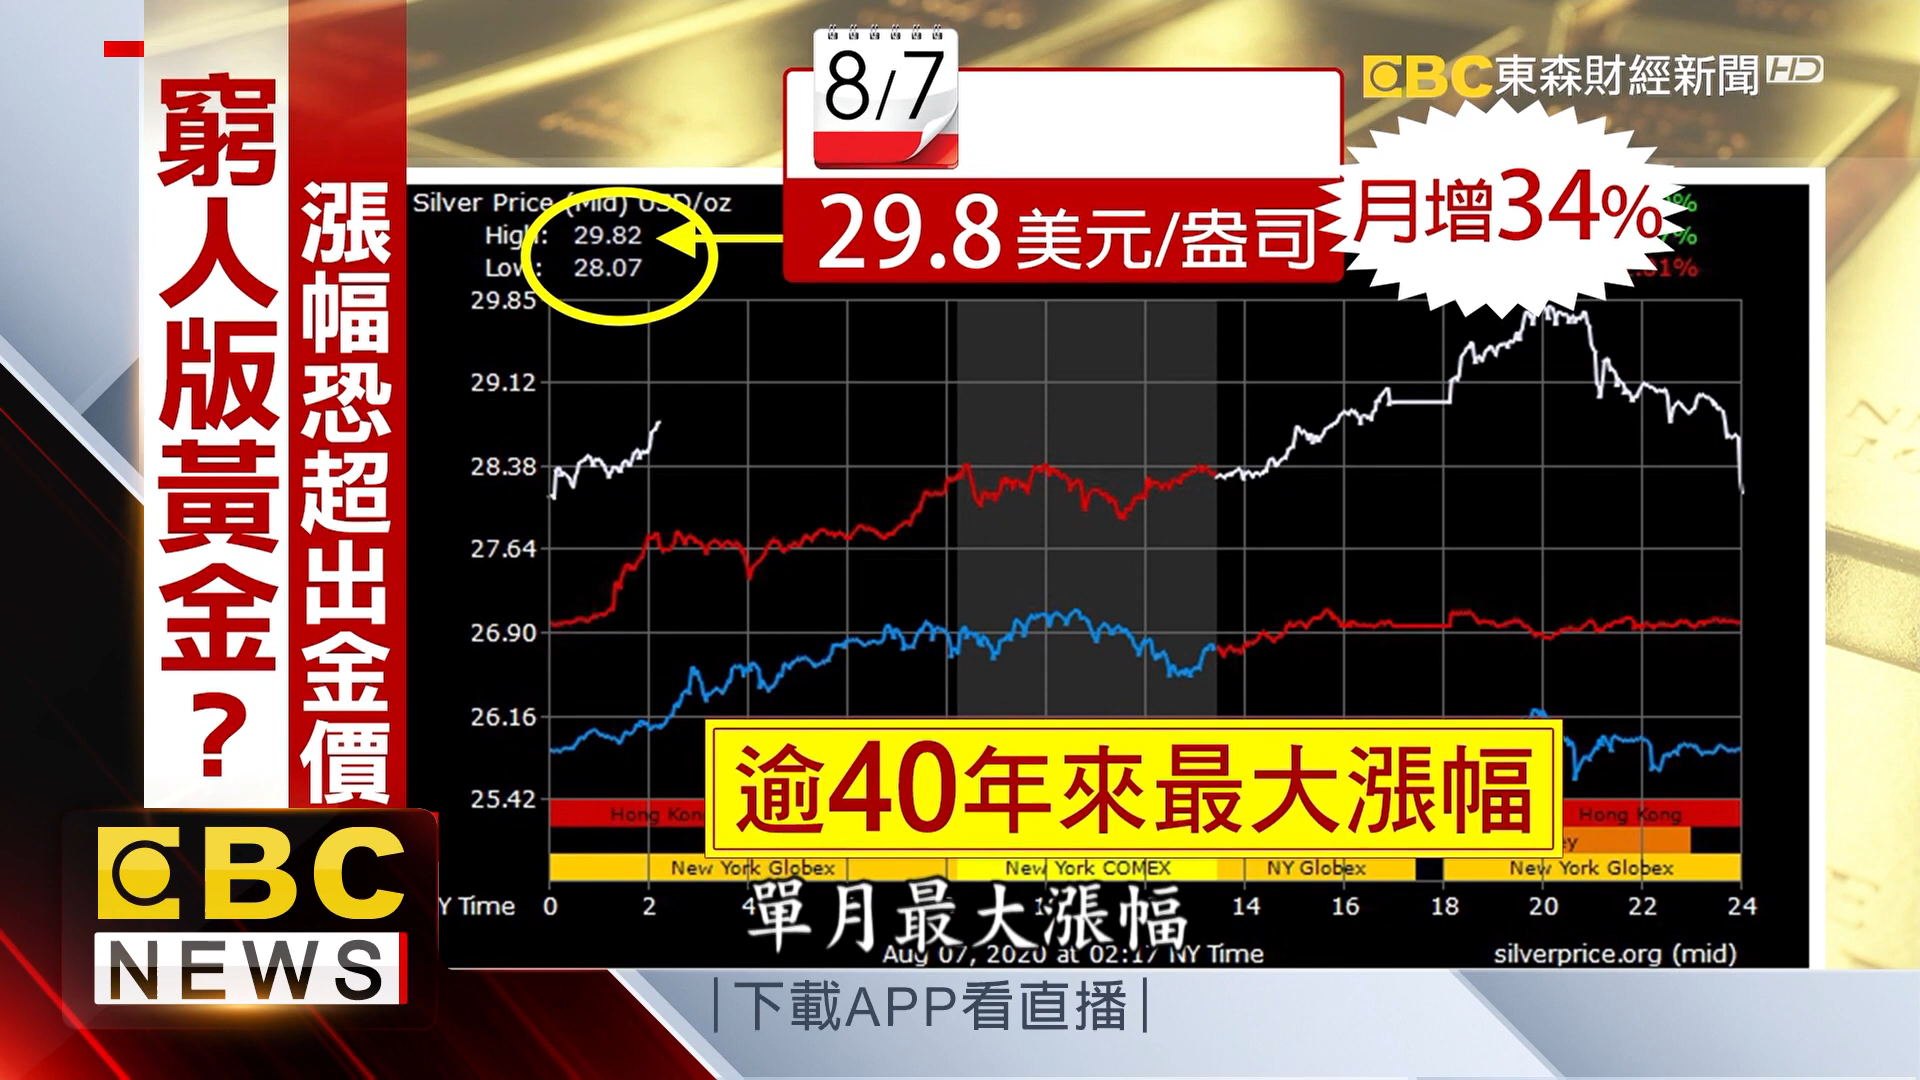 窮人版黃金?
漲幅恐超出金價
8/7
EBC東森財經新聞HD
29.8美元/盎司
月增34%
Silver Price (Mid) USD/oz
High: 29.82
Low: 28.07
29.85
29.12
28.38
27.64
26.90
26.16
25.42
逾40年來最大漲幅
Hong Kong
Hong Kong
New York Globex
New York COMEX
NY Globex
New York Globex
Y Time 0 2 4 14 16 18 20 22 24
單月最大漲幅
Aug 07, 2020 at 02:17 NY Time
silverprice.org (mid)
EBC
NEWS
|下載APP看直播|